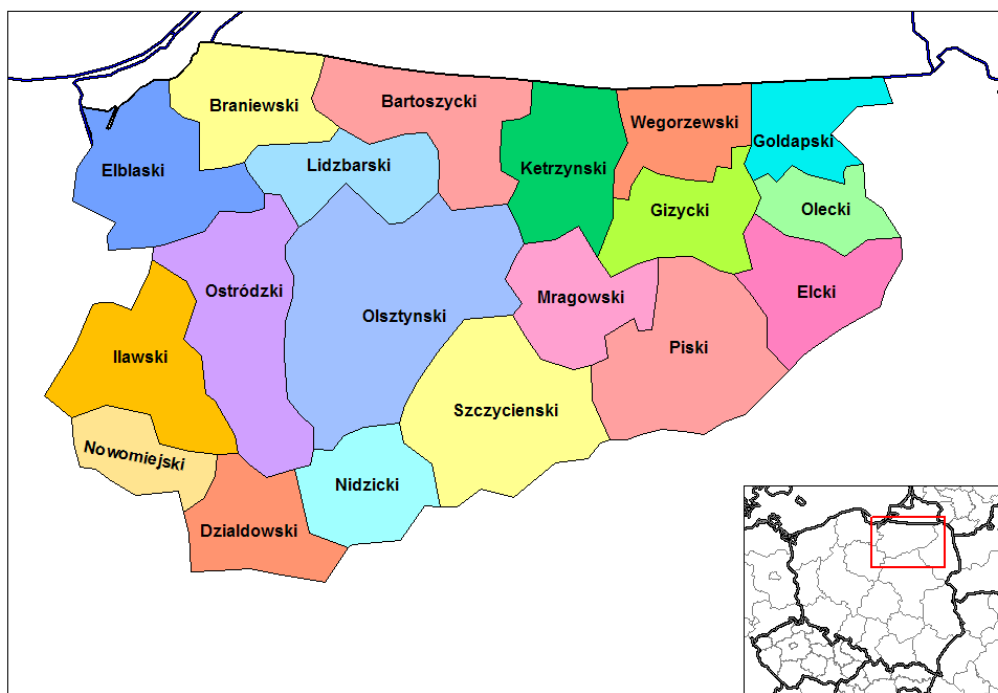 Braniewski
Bartoszycki
Wegorzewski
Goldapski
Elblaski
Lidzbarski
Ketrzynski
Gizycki
Olecki
Ostródzki
Olsztynski
Mragowski
Elcki
Ilawski
Piski
Szczycienski
Nowomiejski
Nidzicki
Dzialdowski